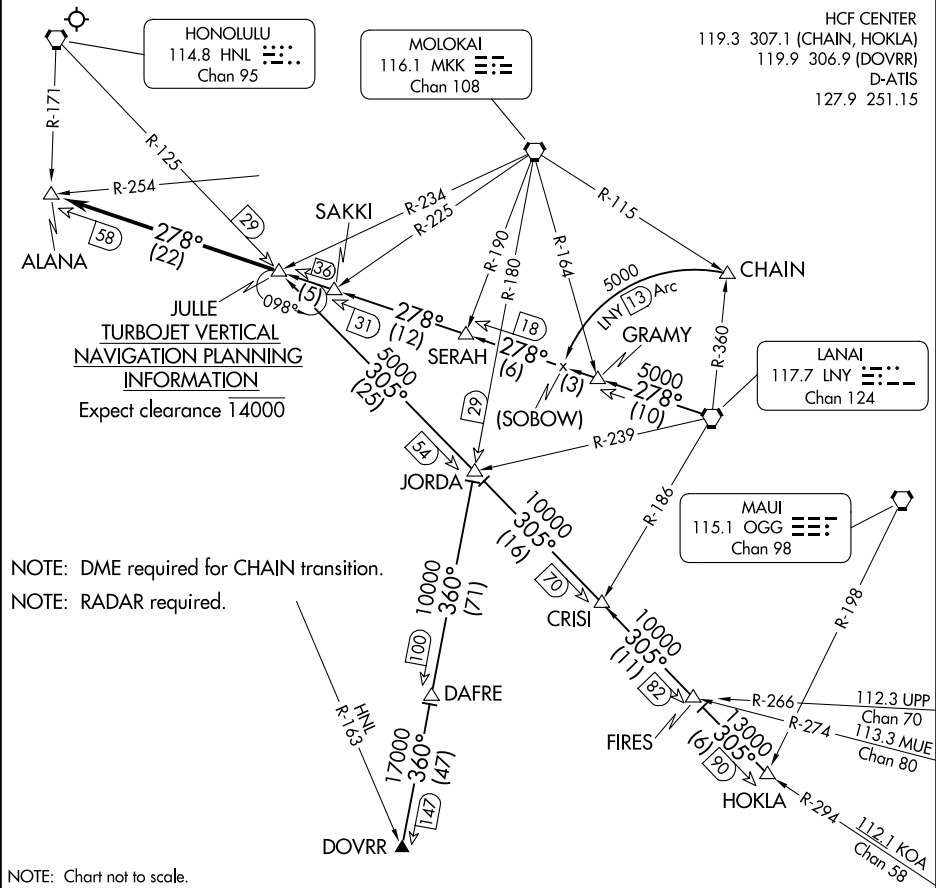 HONOLULU
114.8 HNL
Chan 95
MOLOKAI
116.1 MKK
Chan 108
HCF CENTER
119.3 307.1 (CHAIN, HOKLA)
119.9 306.9 (DOVRR)
D-ATIS
127.9 251.15
R-171
R-125
R-254
29
58
278°
(22)
ALANA
JULLE
098°
36
(5)
SAKKI
31
R-234
R-225
R-190
R-180
R-164
R-115
278°
(12)
SERAH
18
278°
(6)
5000
LNY 13 Arc
CHAIN
GRAMY
(3)
(SOBOW)
5000
278°
(10)
R-360
LANAI
117.7 LNY
Chan 124
TURBOJET VERTICAL
NAVIGATION PLANNING
INFORMATION
Expect clearance 14000
5000
305°
(25)
29
54
JORDA
R-239
R-186
MAUI
115.1 OGG
Chan 98
R-198
10000
305°
(16)
70
CRISI
NOTE: DME required for CHAIN transition.
NOTE: RADAR required.
10000
360°
(71)
100
DAFRE
10000
305°
(11)
82
FIRES
R-266
112.3 UPP
Chan 70
R-274
113.3 MUE
Chan 80
13000
305°
(6)
90
HOKLA
R-294
112.1 KOA
Chan 58
HNL
R-163
17000
360°
(47)
147
DOVRR
NOTE: Chart not to scale.